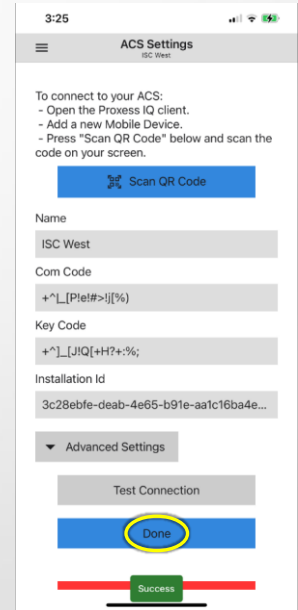 3:25
ACS Settings
ISC West
To connect to your ACS:
- Open the Proxess IQ client.
- Add a new Mobile Device.
- Press "Scan QR Code" below and scan the
code on your screen.
Scan QR Code
Name
ISC West
Com Code
+^|_[P!e!#>!j[%)
Key Code
+^]_[J!Q[+H?+:%;
Installation Id
3c28ebfe-deab-4e65-b91e-aa1c16ba4e...
Advanced Settings
Test Connection
Done
Success